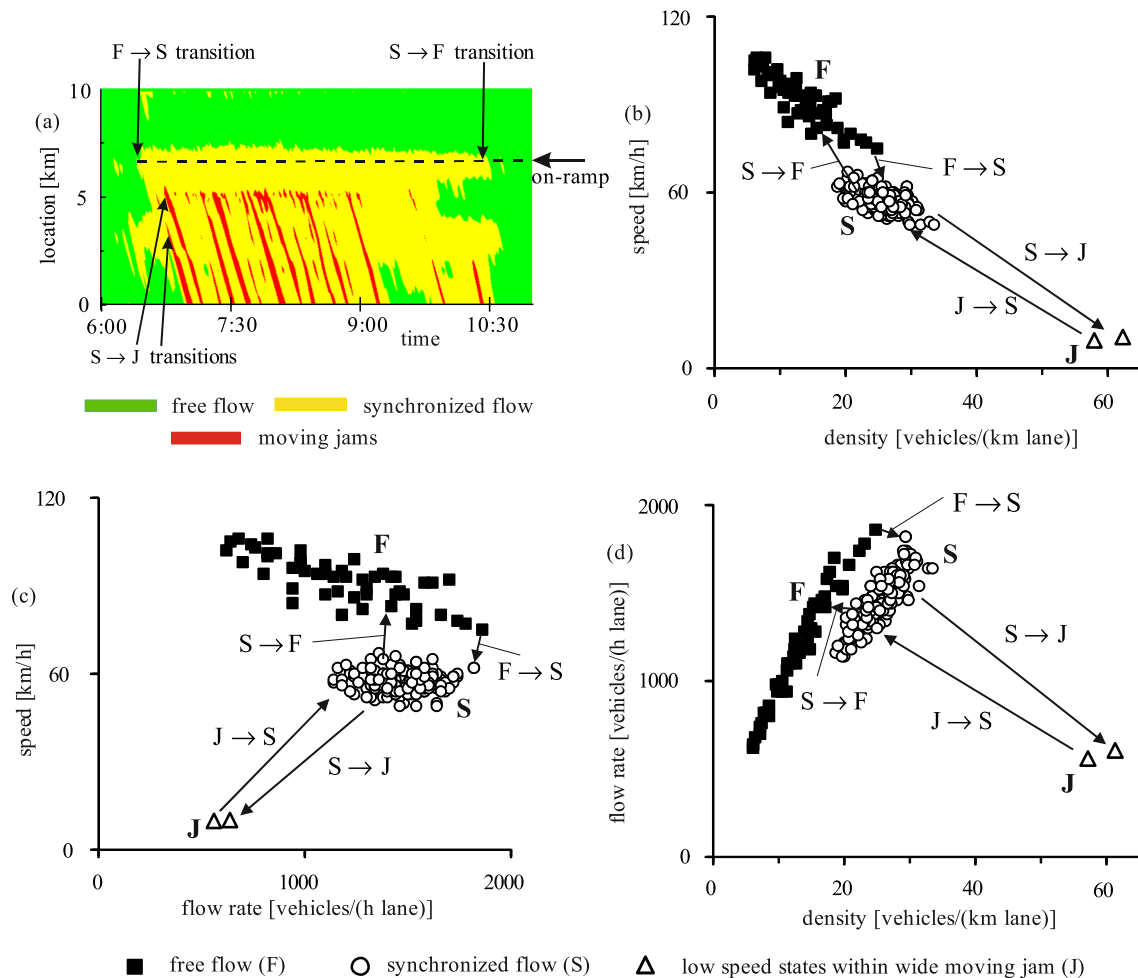 F → S transition
S → F transition
(a)
location [km]
10
5
0
on-ramp
6:00
7:30
9:00
10:30
time
S → J transitions
free flow
synchronized flow
moving jams
(b)
speed [km/h]
120
60
0
F
S → F
F → S
S
S → J
J → S
J
0
20
40
60
density [vehicles/(km lane)]
(c)
speed [km/h]
120
60
0
F
S → F
F → S
S
J → S
S → J
J
0
1000
2000
flow rate [vehicles/(h lane)]
(d)
flow rate [vehicles/(h lane)]
2000
1000
0
F → S
S
F
S → J
S → F
J → S
J
0
20
40
60
density [vehicles/(km lane)]
free flow (F)
synchronized flow (S)
low speed states within wide moving jam (J)